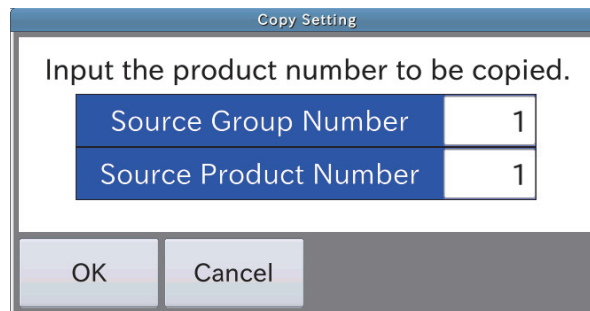 Copy Setting
Input the product number to be copied.
Source Group Number 1
Source Product Number 1
OK Cancel